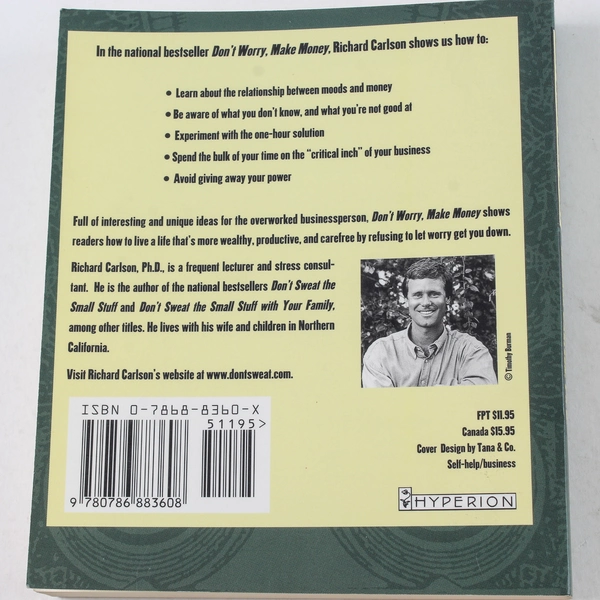 In the national bestseller Don't Worry, Make Money, Richard Carlson shows us how to:
• Learn about the relationship between moods and money
• Be aware of what you don't know, and what you're not good at
• Experiment with the one-hour solution
• Spend the bulk of your time on the "critical inch" of your business
• Avoid giving away your power
Full of interesting and unique ideas for the overworked businessperson, Don't Worry, Make Money shows
readers how to live a life that's more wealthy, productive, and carefree by refusing to let worry get you down.
Richard Carlson, Ph.D., is a frequent lecturer and stress consul-
tant. He is the author of the national bestsellers Don't Sweat the
Small Stuff and Don't Sweat the Small Stuff with Your Family,
among other titles. He lives with his wife and children in Northern
California.
Visit Richard Carlson's website at www.dontsweat.com.
© Timothy Burman
ISBN 0-7868-8360-X
51195>
9 780786 883608
FPT $11.95
Canada $15.95
Cover Design by Tana & Co.
Self-help/business
HYPERION